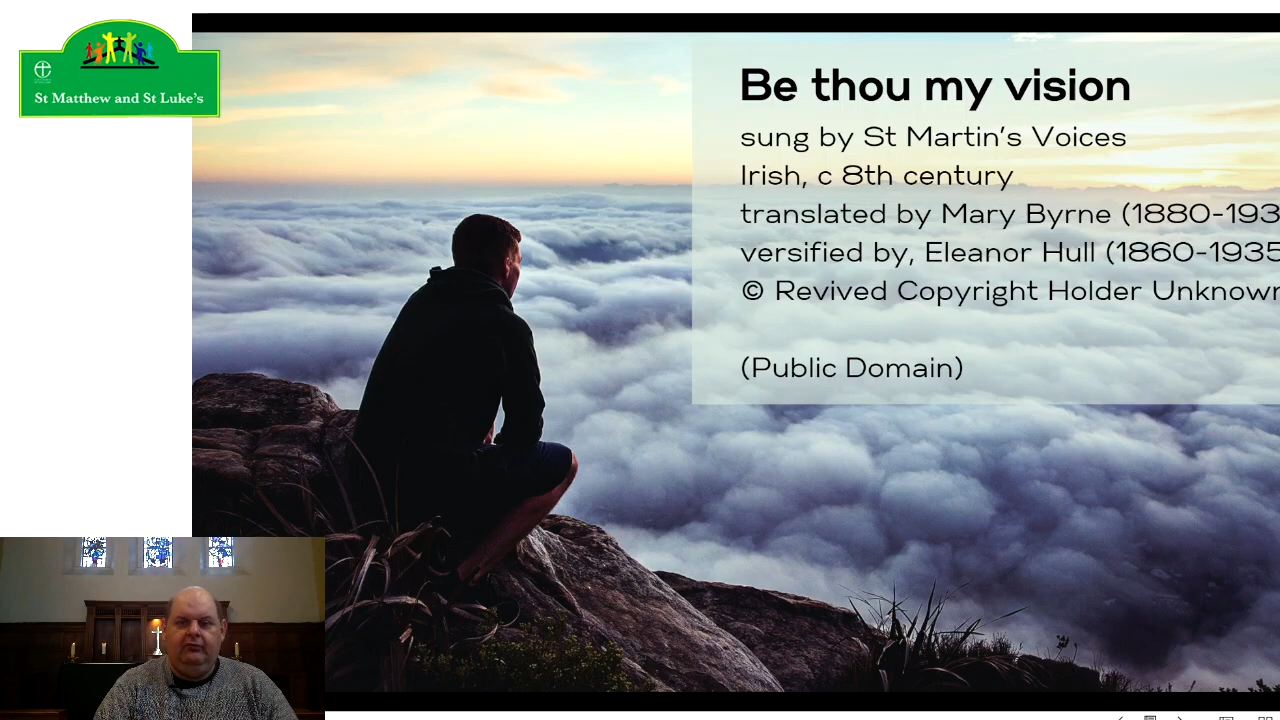 St Matthew and St Luke's
Be thou my vision
sung by St Martin's Voices
Irish, c 8th century
translated by Mary Byrne (1880-193
versified by, Eleanor Hull (1860-1935
© Revived Copyright Holder Unknown
(Public Domain)